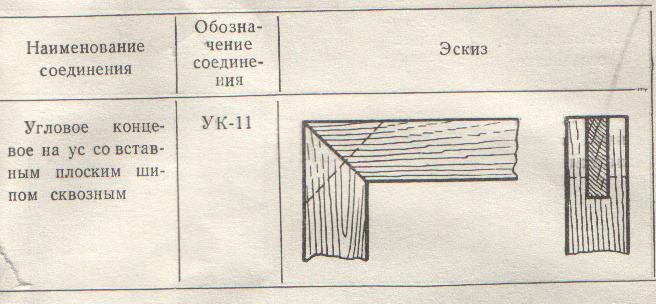 Наименование
соединения
Обозна-
чение
соедине-
ния
Эскиз
Угловое конце-
вое на ус со встав-
ным плоским ши-
пом сквозным
УК-11